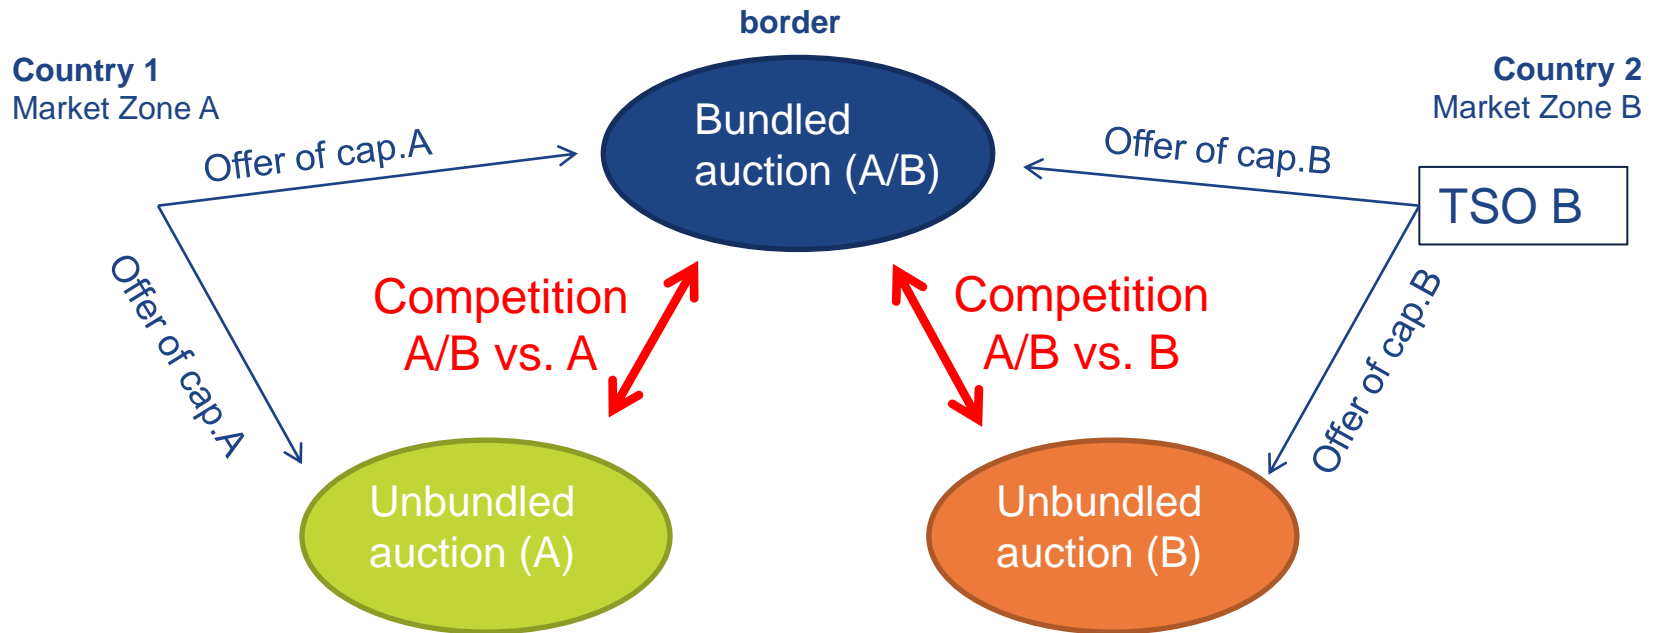 border
Country 1
Market Zone A
Country 2
Market Zone B
Bundled
auction (A/B)
Offer of cap.A
Offer of cap.B
TSO B
Offer of cap.A
Competition
A/B vs. A
Competition
A/B vs. B
Offer of cap.B
Unbundled
auction (A)
Unbundled
auction (B)